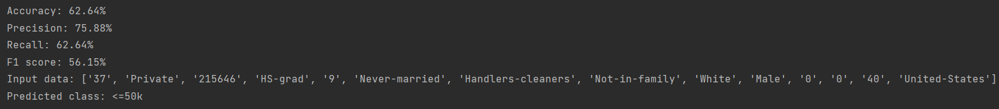 Accuracy: 62.64%
Precision: 75.88%
Recall: 62.64%
F1 score: 56.15%
Input data: ['37', 'Private', '215646', 'HS-grad', '9', 'Never-married', 'Handlers-cleaners', 'Not-in-family', 'White', 'Male', '0', '0', '40', 'United-States']
Predicted class: <=50k